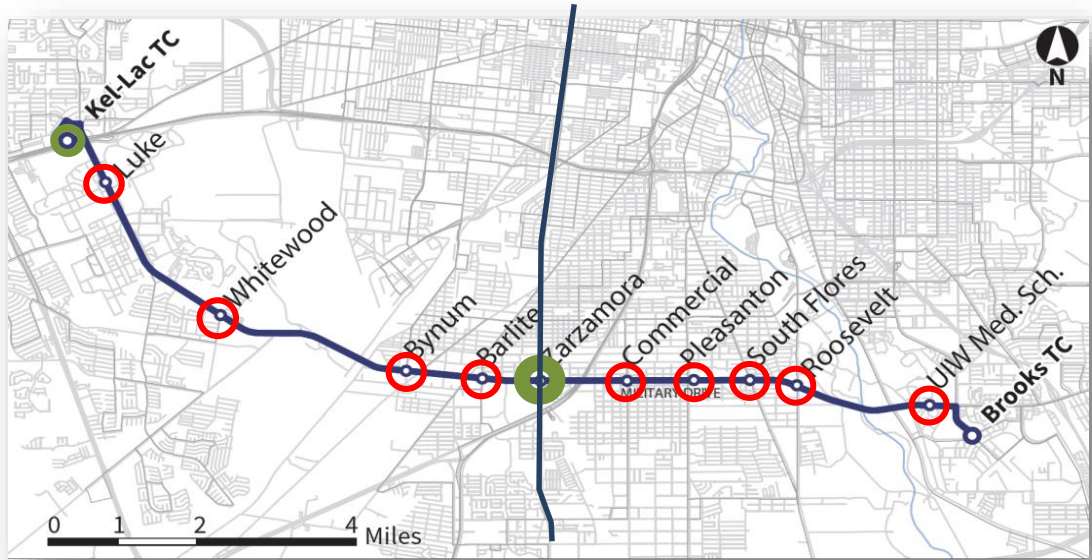 Kel-Lac TC
Luke
Whitewood
Bynum
Barlite
Zarzamora
Commercial
Pleasanton
South Flores
Roosevelt
UIW Med. Sch.
Brooks TC
MILITARY DRIVE
N
0 1 2 4 Miles